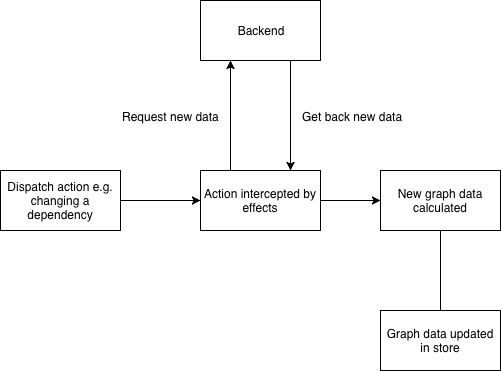 Backend
Request new data
Get back new data
Dispatch action e.g.
changing a
dependency
Action intercepted by
effects
New graph data
calculated
Graph data updated
in store